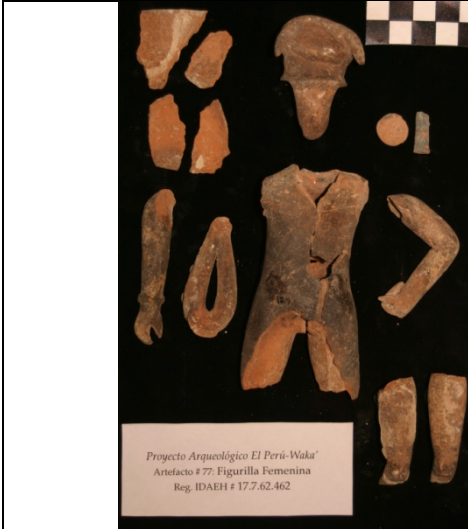 Proyecto Arqueológico El Perú-Waka'
Artefacto # 77: Figurilla Femenina
Reg. IDAEH # 17.7.62.462